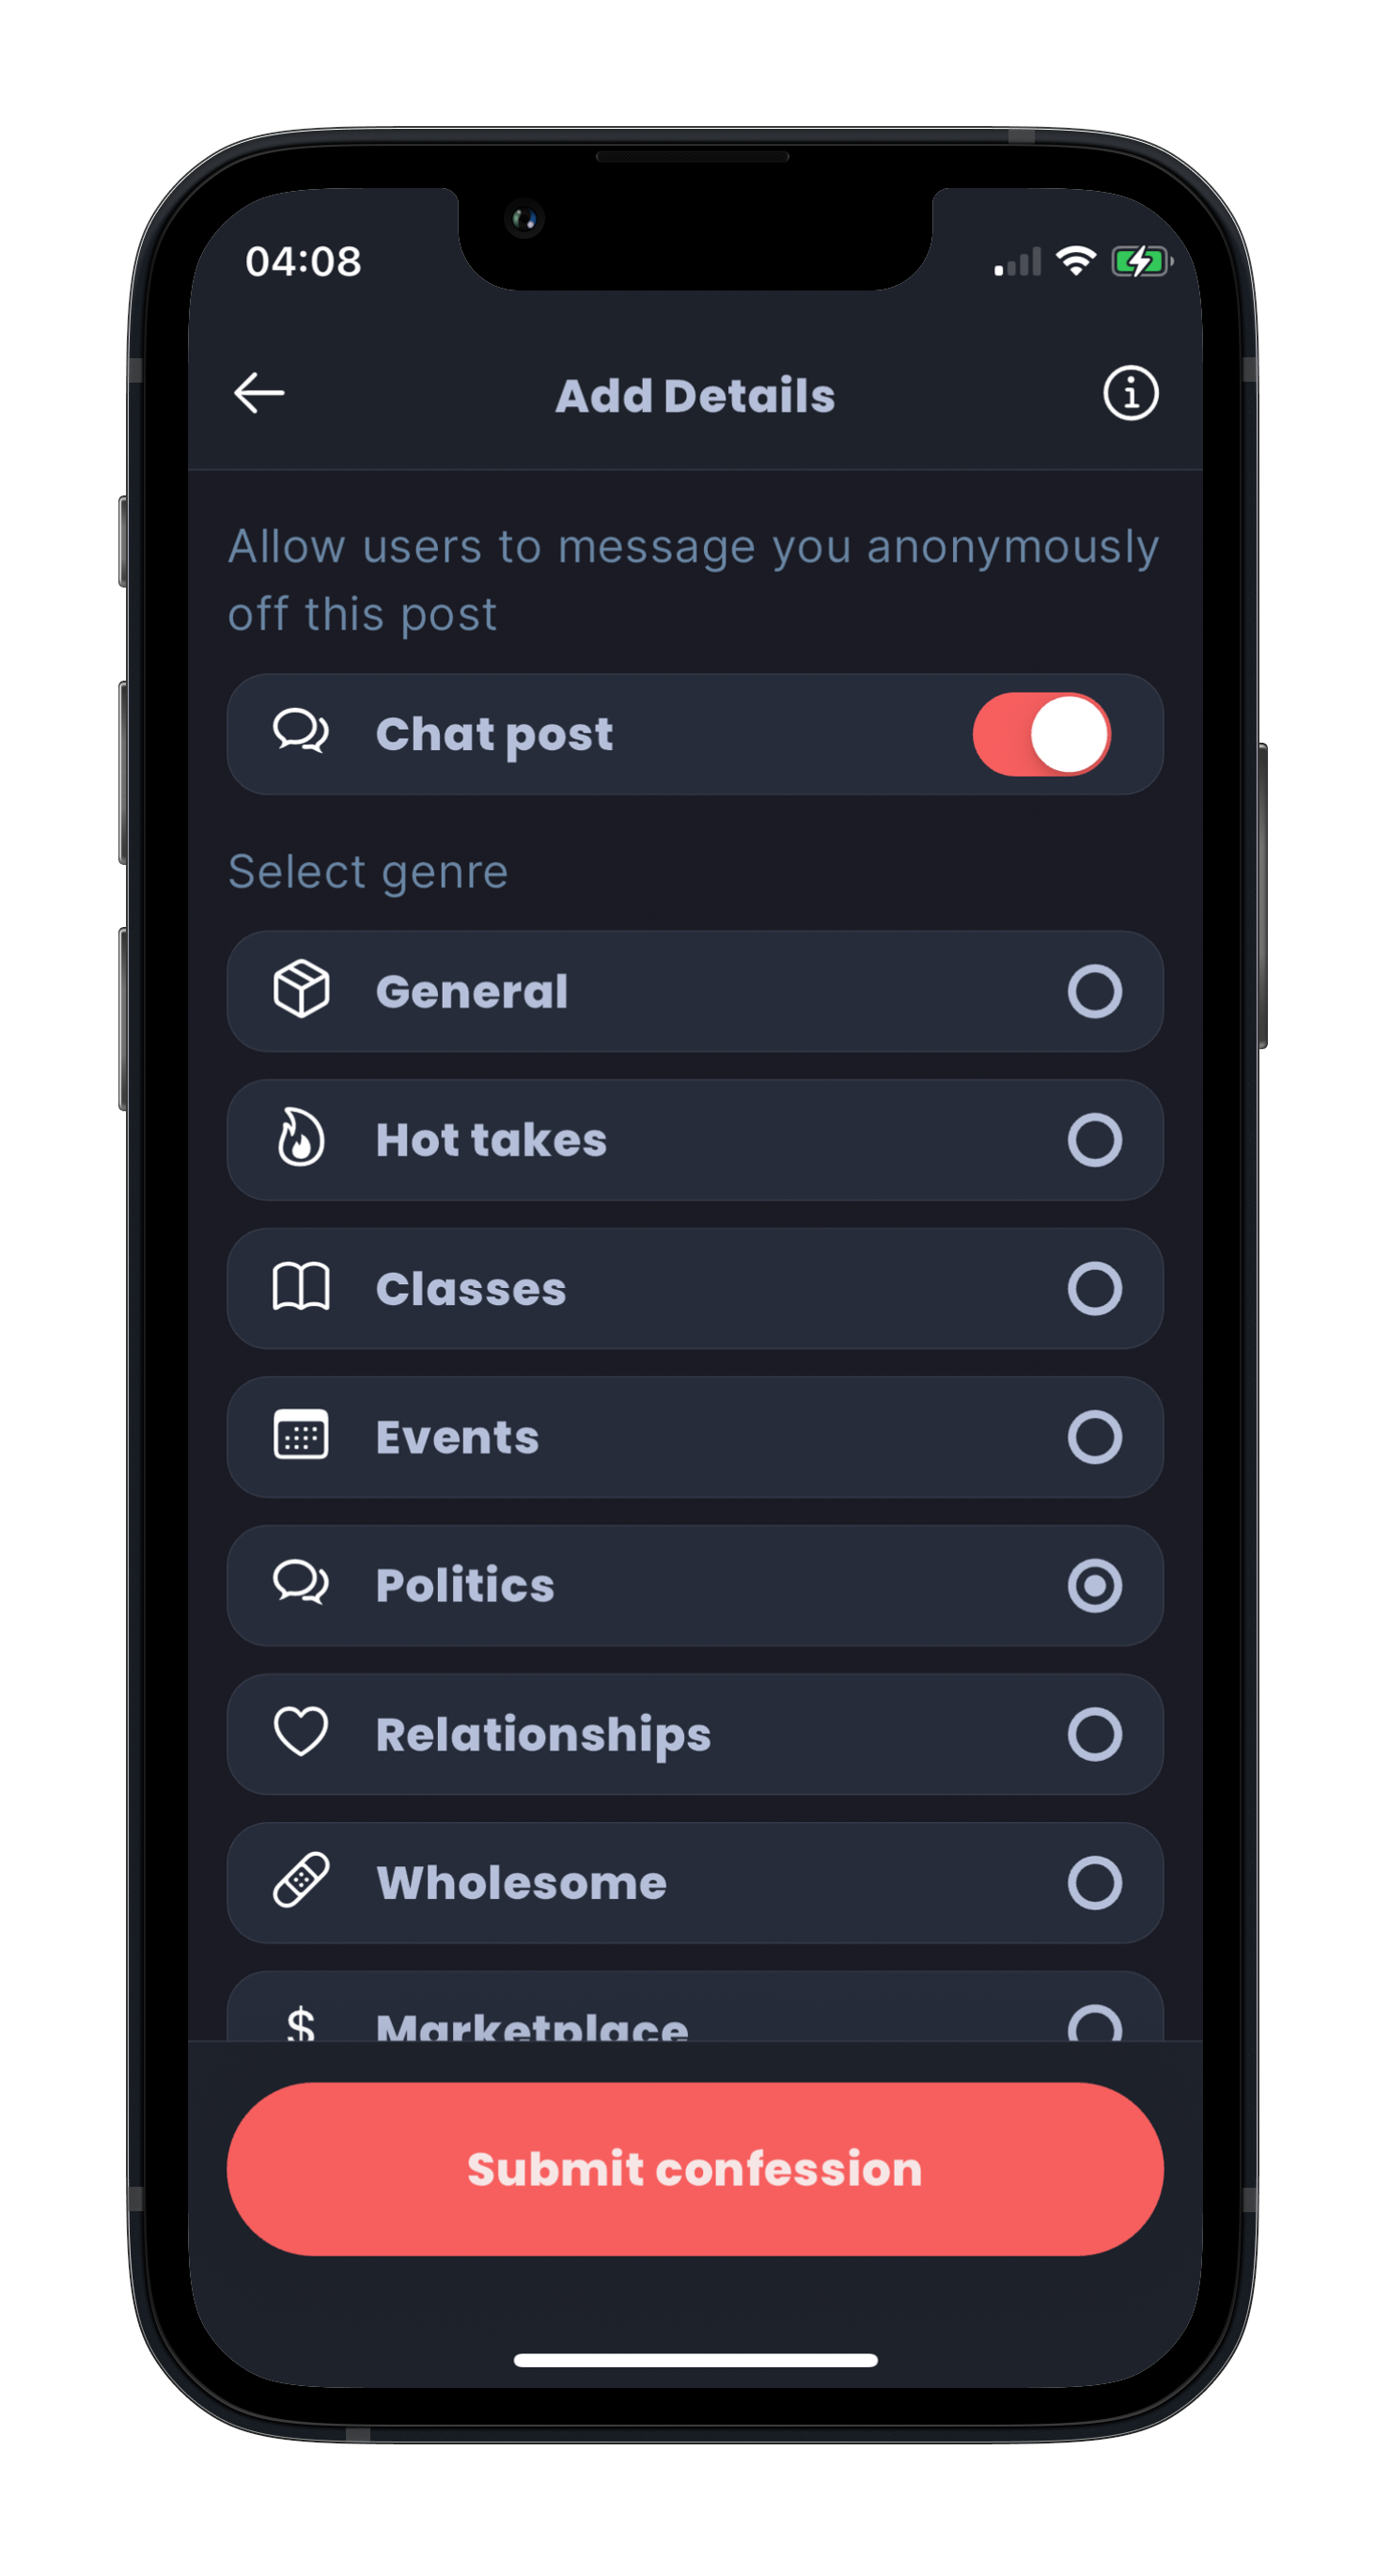 04:08
Add Details
Allow users to message you anonymously
off this post
Chat post
Select genre
General
Hot takes
Classes
Events
Politics
Relationships
Wholesome
$ Marketplace
Submit confession